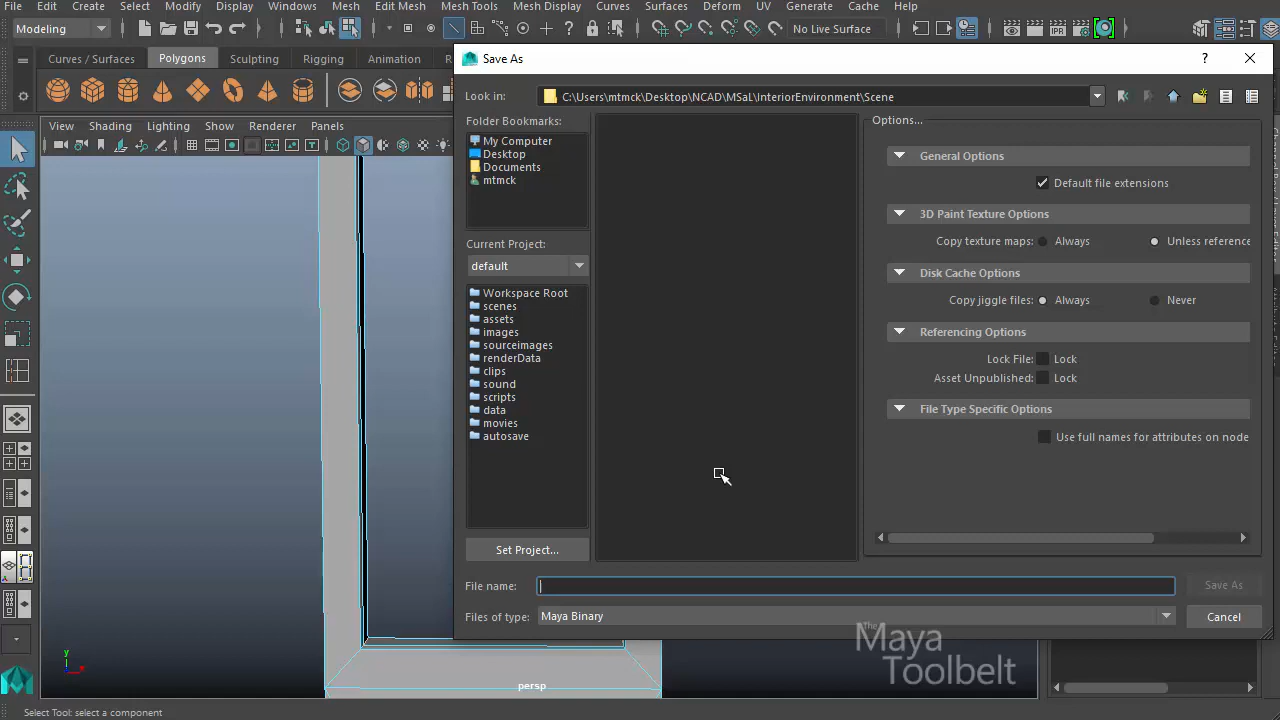 File Edit Create Select Modify Display Windows Mesh Edit Mesh Mesh Tools Mesh Display Curves Surfaces Deform UV Generate Cache Help
Modeling
No Live Surface
IPR
Curves / Surfaces Polygons Sculpting Rigging Animation
View Shading Lighting Show Renderer Panels
Save As
?
Look in: C:\Users\mtmck\Desktop\NCAD\MSaL\InteriorEnvironment\Scene
Folder Bookmarks:
My Computer
Desktop
Documents
mtmck
Current Project:
default
Workspace Root
scenes
assets
images
sourceimages
renderData
clips
sound
scripts
data
movies
autosave
Set Project...
Options...
General Options
Default file extensions
3D Paint Texture Options
Copy texture maps: Always Unless reference
Disk Cache Options
Copy jiggle files: Always Never
Referencing Options
Lock File: Lock
Asset Unpublished: Lock
File Type Specific Options
Use full names for attributes on node
File name: Save As
Files of type: Maya Binary Cancel
The
Maya
Toolbelt
y
persp
Select Tool: select a component